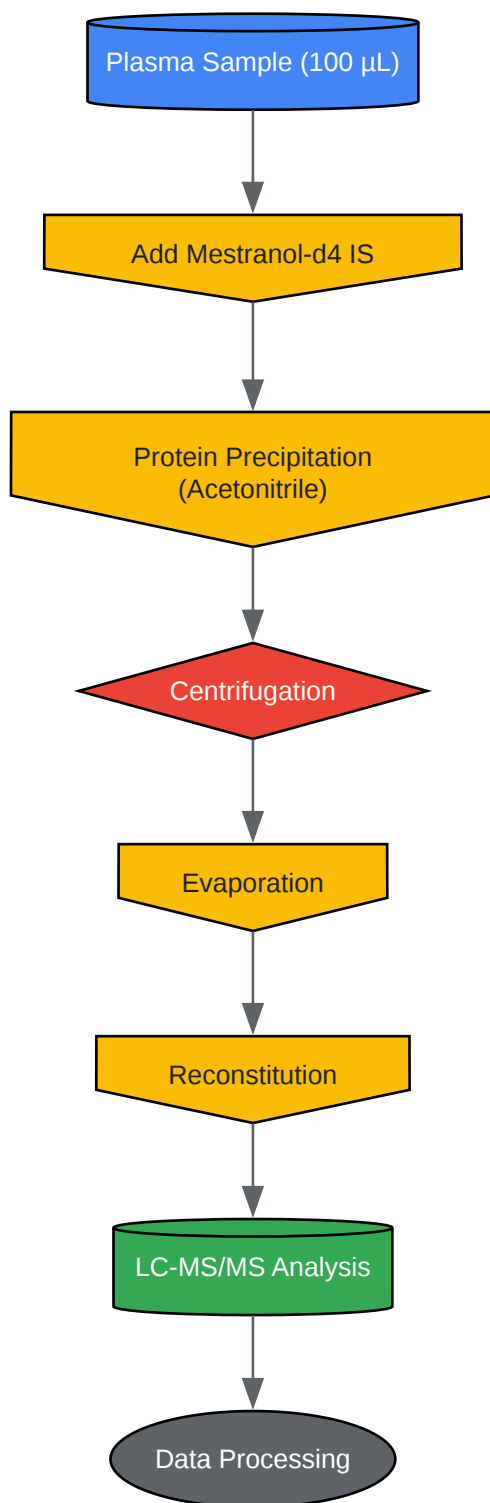 Plasma Sample (100 µL)
Add Mestranol-d4 IS
Protein Precipitation
(Acetonitrile)
Centrifugation
Evaporation
Reconstitution
LC-MS/MS Analysis
Data Processing